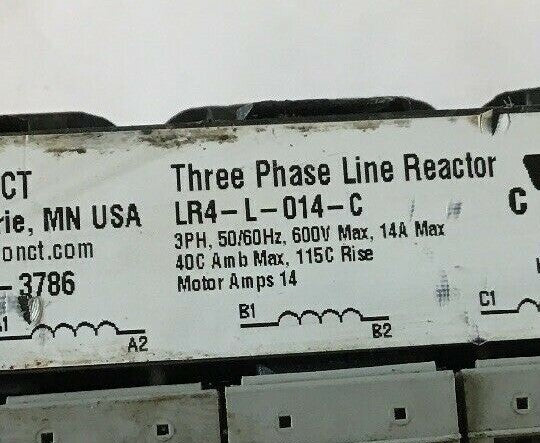 CT
rie, MN USA
onct.com
-3786
A1 A2
Three Phase Line Reactor
LR4-L-014-C
3PH, 50/60Hz, 600V Max, 14A Max
40C Amb Max, 115C Rise
Motor Amps 14
B1 B2
C
C1